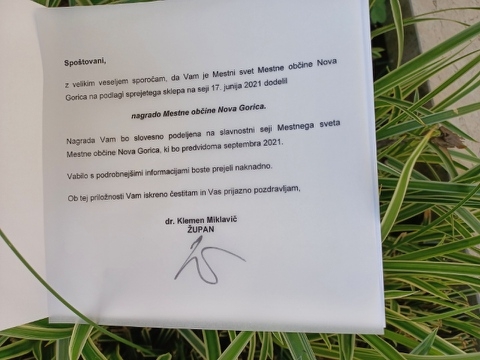 Spoštovani,
z velikim veseljem sporočam, da Vam je Mestni svet Mestne občine Nova
Gorica na podlagi sprejetega sklepa na seji 17. junija 2021 dodelil
nagrado Mestne občine Nova Gorica.
Nagrada Vam bo slovesno podeljena na slavnostni seji Mestnega sveta
Mestne občine Nova Gorica, ki bo predvidoma septembra 2021.
Vabilo s podrobnejšimi informacijami boste prejeli naknadno.
Ob tej priložnosti Vam iskreno čestitam in Vas prijazno pozdravljam,
dr. Klemen Miklavič
ŽUPAN